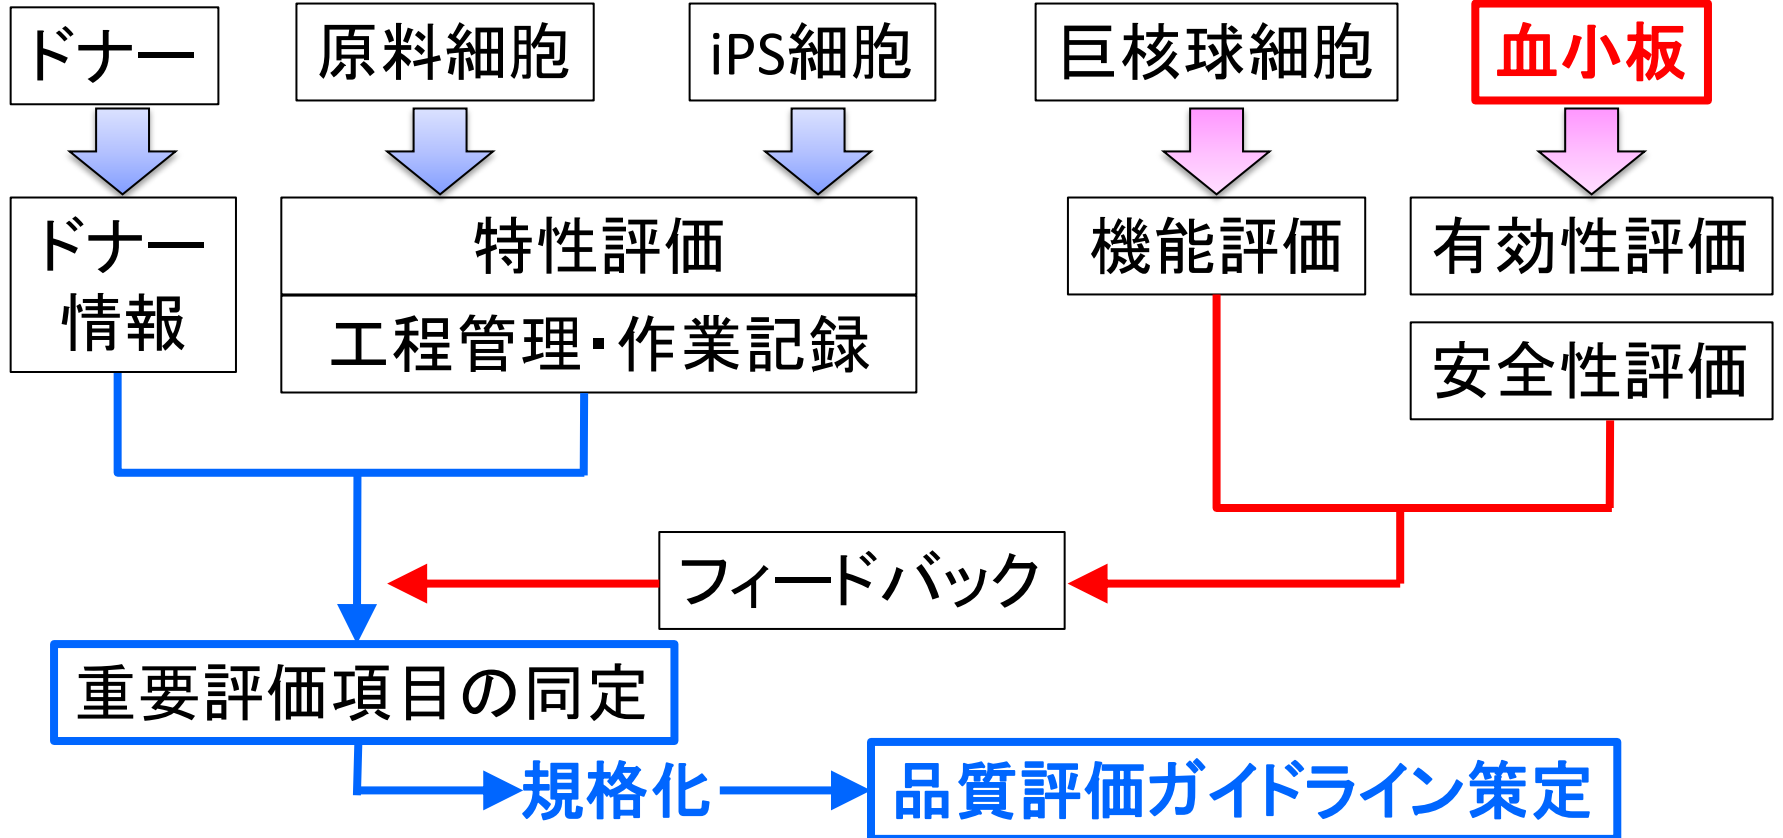 ドナー
原料細胞
iPS細胞
巨核球細胞
血小板
ドナー
情報
特性評価
工程管理・作業記録
機能評価
有効性評価
安全性評価
フィードバック
重要評価項目の同定
規格化
品質評価ガイドライン策定